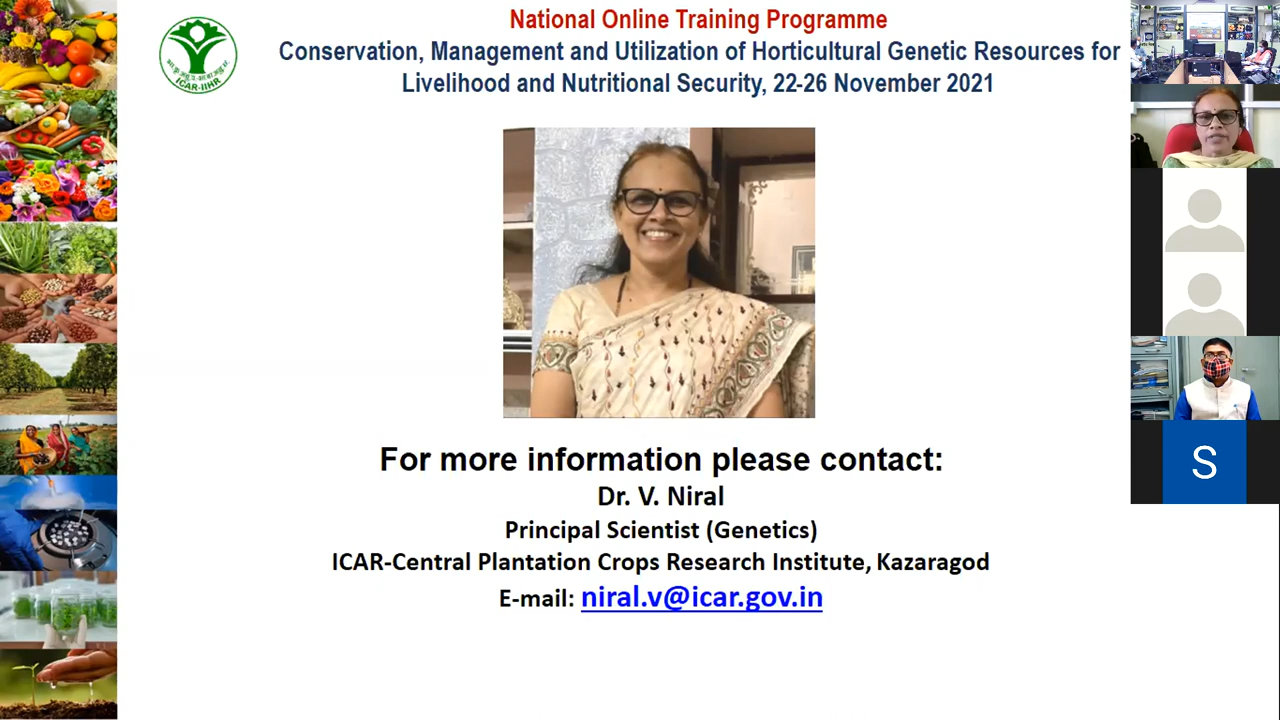 National Online Training Programme
Conservation, Management and Utilization of Horticultural Genetic Resources for
Livelihood and Nutritional Security, 22-26 November 2021
ICAR-IIHR
For more information please contact:
Dr. V. Niral
Principal Scientist (Genetics)
ICAR-Central Plantation Crops Research Institute, Kazaragod
E-mail: niral.v@icar.gov.in
S